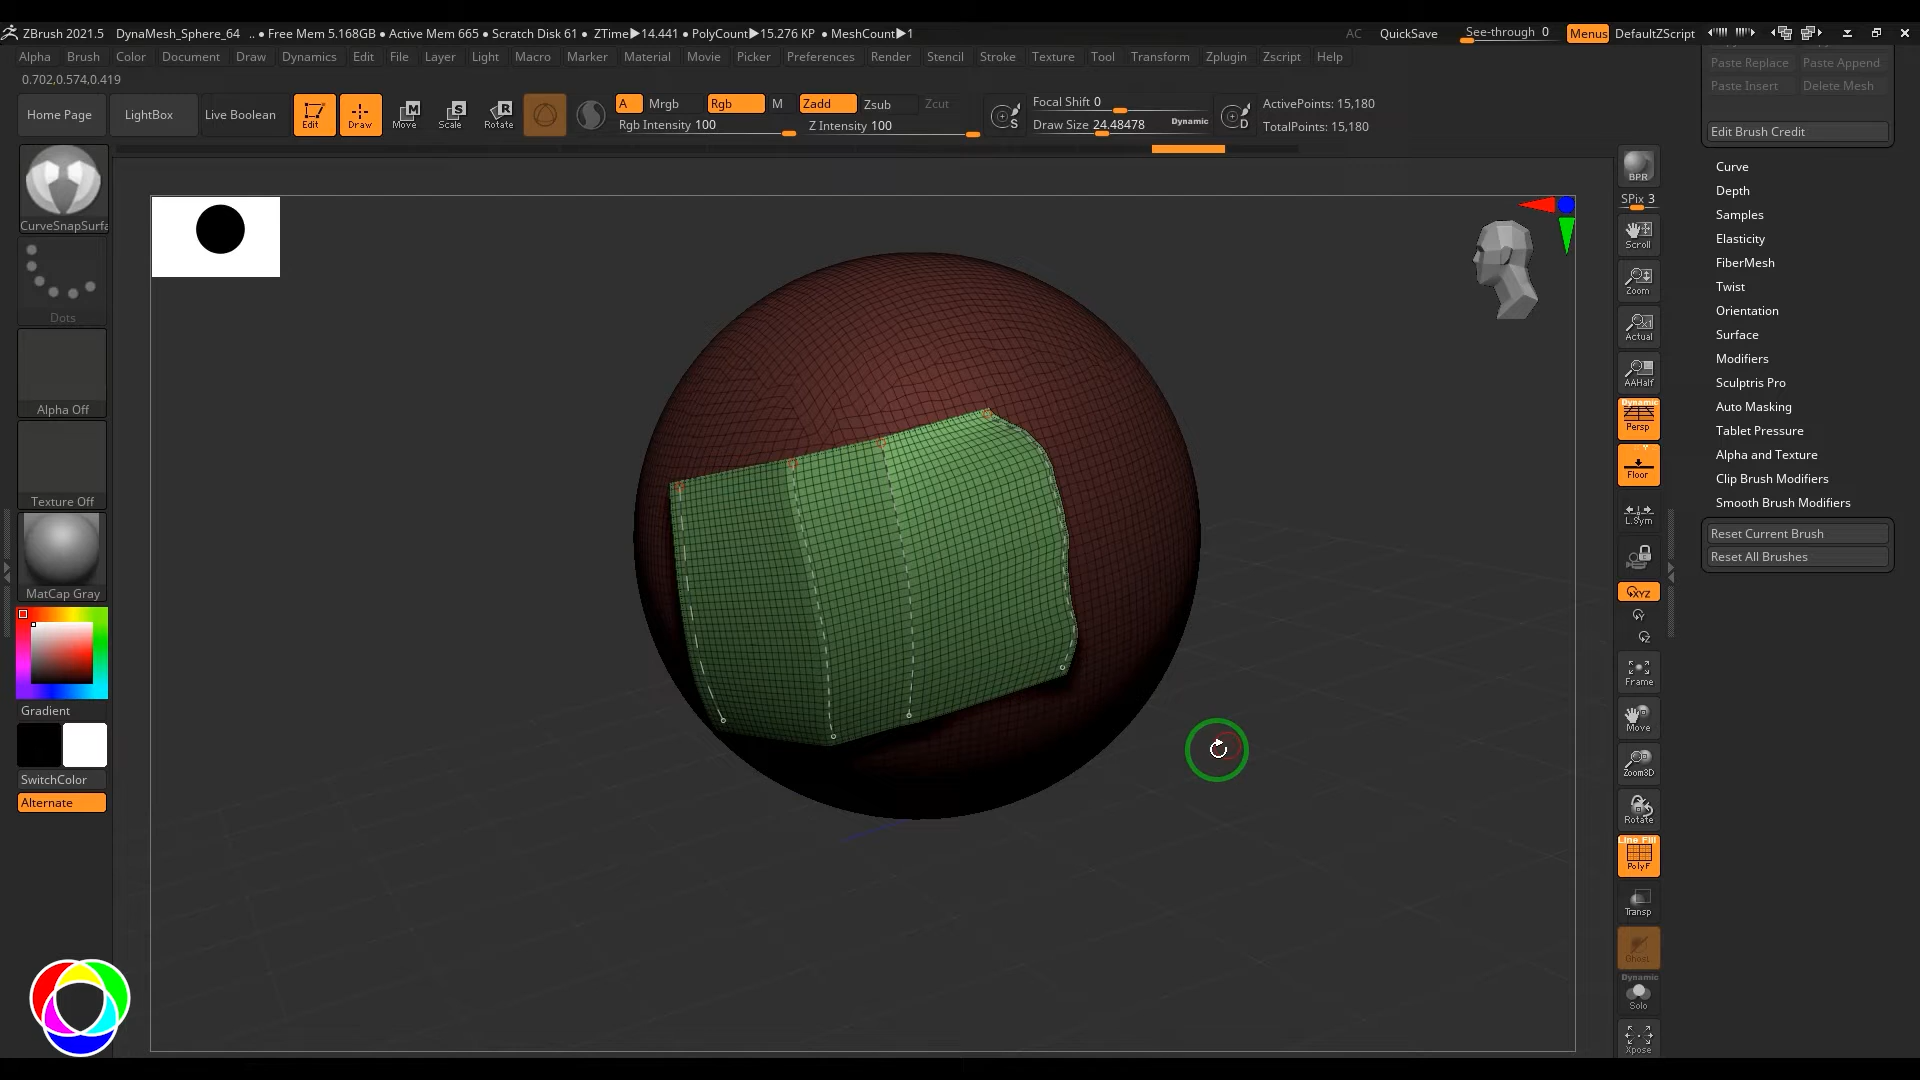 ZBrush 2021.5 DynaMesh_Sphere_64 .. ● Free Mem 5.168GB ● Active Mem 665 ● Scratch Disk 61 ● ZTime▶14.441 ● PolyCount▶15.276 KP ● MeshCount▶1 AC QuickSave See-through 0 Menus DefaultZScript
Alpha Brush Color Document Draw Dynamics Edit File Layer Light Macro Marker Material Movie Picker Preferences Render Stencil Stroke Texture Tool Transform Zplugin Zscript Help
0.702,0.574,0.419
Home Page LightBox Live Boolean Edit Draw Move Scale Rotate
A Mrgb Rgb M Zadd Zsub Zcut
Rgb Intensity 100 Z Intensity 100
S Focal Shift 0
Draw Size 24.48478 Dynamic D
ActivePoints: 15,180
TotalPoints: 15,180
CurveSnapSurfa
Dots
Alpha Off
Texture Off
MatCap Gray
Gradient
SwitchColor
Alternate
BPR
SPix 3
Scroll
Zoom
Actual
AAHalf
Dynamic
Persp
Floor
L.Sym
XYZ
Y
Z
Frame
Move
Zoom3D
Rotate
Line Fill
PolyF
Transp
Ghost
Dynamic
Solo
Xpose
Paste Replace Paste Append
Paste Insert Delete Mesh
Edit Brush Credit
Curve
Depth
Samples
Elasticity
FiberMesh
Twist
Orientation
Surface
Modifiers
Sculptris Pro
Auto Masking
Tablet Pressure
Alpha and Texture
Clip Brush Modifiers
Smooth Brush Modifiers
Reset Current Brush
Reset All Brushes